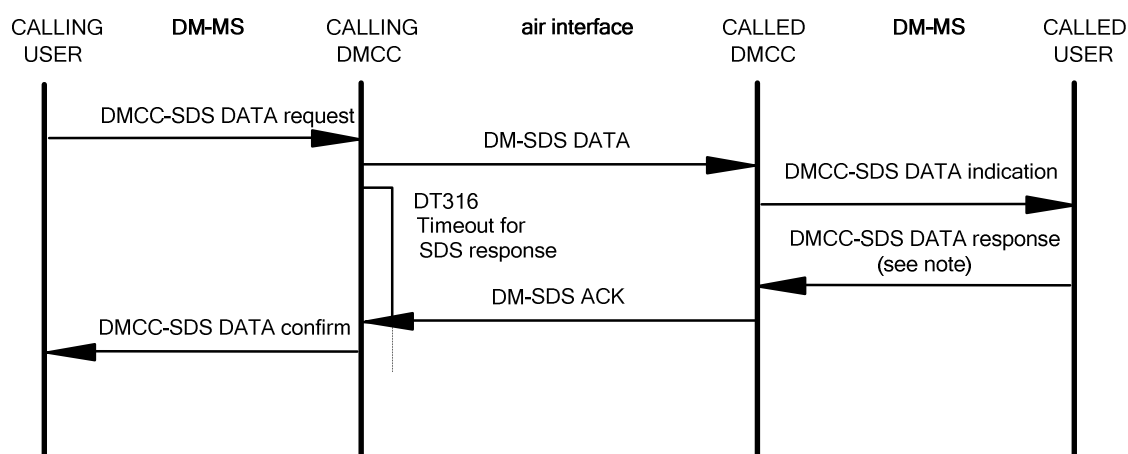 CALLING USER
DM-MS
CALLING DMCC
air interface
CALLED DMCC
DM-MS
CALLED USER
DMCC-SDS DATA request
DM-SDS DATA
DMCC-SDS DATA indication
DT316
Timeout for
SDS response
DMCC-SDS DATA response
(see note)
DM-SDS ACK
DMCC-SDS DATA confirm